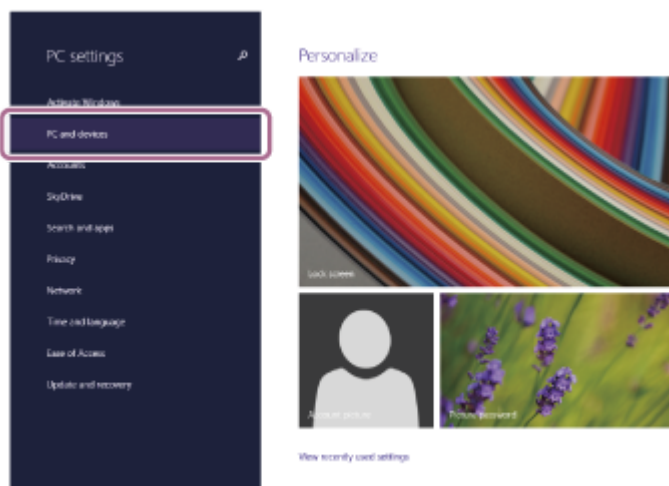 PC settings
Activate Windows
PC and devices
Accounts
SkyDrive
Search and apps
Privacy
Network
Time and language
Ease of Access
Update and recovery
Personalize
Lock screen
Account picture
Picture password
View recently used settings